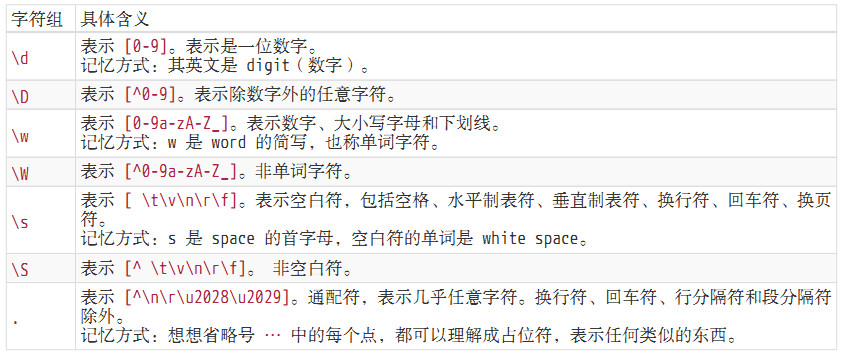 字符组 具体含义
\d 表示 [0-9]。表示是一位数字。
记忆方式：其英文是 digit（数字）。
\D 表示 [^0-9]。表示除数字外的任意字符。
\w 表示 [0-9a-zA-Z_]。表示数字、大小写字母和下划线。
记忆方式：w 是 word 的简写，也称单词字符。
\W 表示 [^0-9a-zA-Z_]。非单词字符。
\s 表示 [ \t\v\n\r\f]。表示空白符，包括空格、水平制表符、垂直制表符、换行符、回车符、换页
符。
记忆方式：s 是 space 的首字母，空白符的单词是 white space。
\S 表示 [^ \t\v\n\r\f]。 非空白符。
. 表示 [^\n\r\u2028\u2029]。通配符，表示几乎任意字符。换行符、回车符、行分隔符和段分隔符
除外。
记忆方式：想想省略号 … 中的每个点，都可以理解成占位符，表示任何类似的东西。